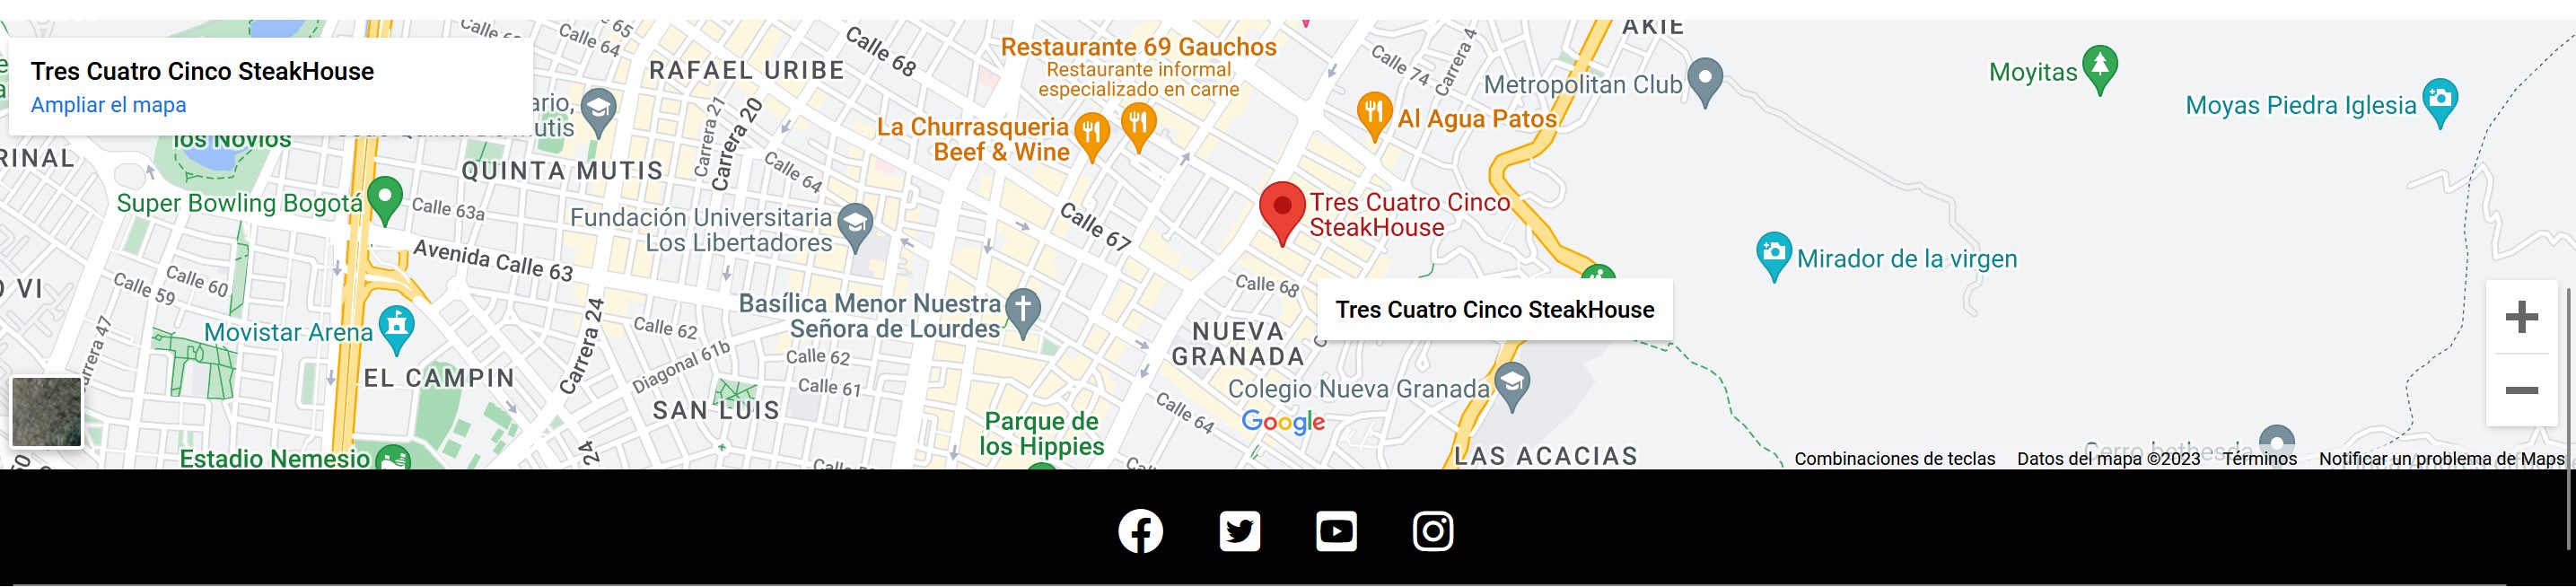 Tres Cuatro Cinco SteakHouse
Ampliar el mapa
Calle 64
65
Calle 68
RAFAEL URIBE
Restaurante 69 Gauchos
Restaurante informal
especializado en carne
Calle 74
Carrera 4
AKIE
Metropolitan Club
Moyitas
Moyas Piedra Iglesia
La Churrasqueria
Beef & Wine
Al Agua Patos
los Novios
Carrera 21
Carrera 20
RINAL
QUINTA MUTIS
Calle 64
Super Bowling Bogotá
Calle 63a
Fundación Universitaria
Los Libertadores
Calle 67
Tres Cuatro Cinco
SteakHouse
Avenida Calle 63
Mirador de la virgen
Calle 60
Calle 59
O VI
Calle 68
Tres Cuatro Cinco SteakHouse
Movistar Arena
Carrera 24
Calle 62
Basílica Menor Nuestra
Señora de Lourdes
NUEVA
GRANADA
arrera 47
EL CAMPIN
Diagonal 61b
Calle 62
Calle 61
SAN LUIS
Colegio Nueva Granada
Calle 64
Google
Parque de
los Hippies
Estadio Nemesio
24
LAS ACACIAS
Combinaciones de teclas
Datos del mapa ©2023
Términos
Notificar un problema de Maps